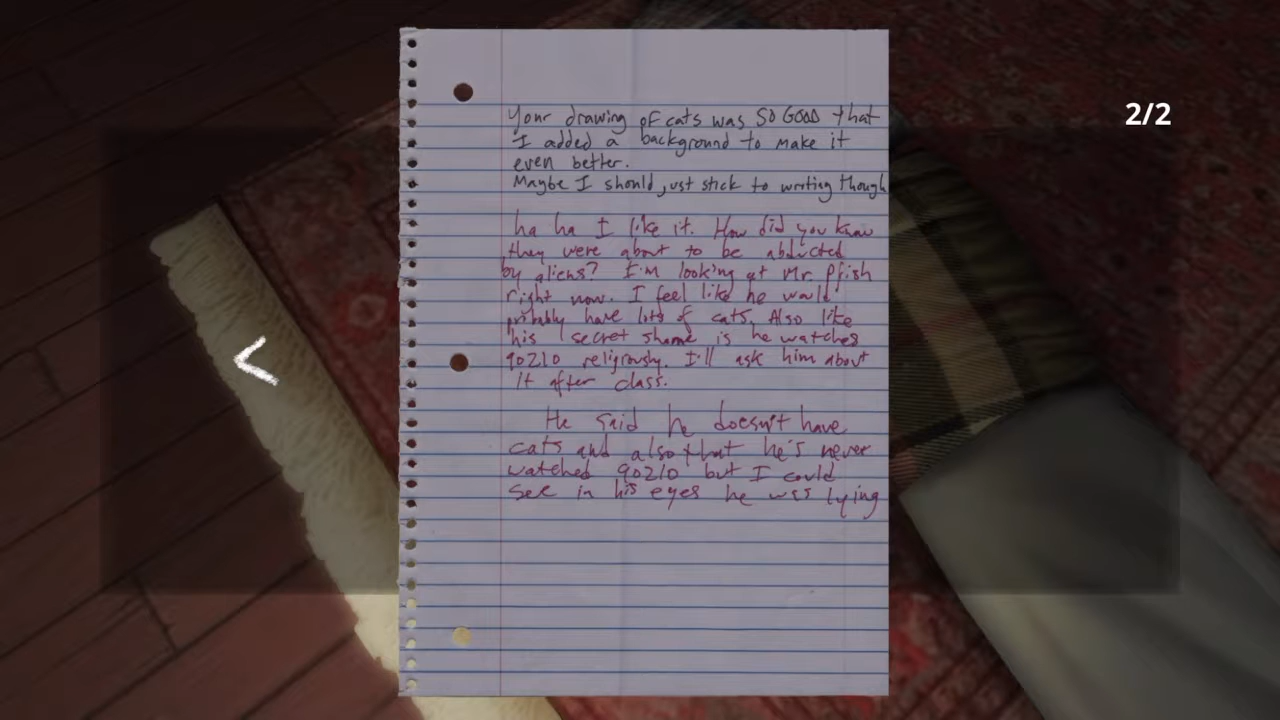 2/2
Your drawing of cats was SO GOOD that
I added a background to make it
even better.
Maybe I should just stick to writing though
ha ha I like it. How did you know
they were about to be abducted
by aliens? I'm looking at Mr. Pfish
right now. I feel like he would
probably have lots of cats. Also like
his secret shame is he watches
90210 religiously. I'll ask him about
it after class.
He said he doesn't have
cats and also that he's never
watched 90210 but I could
see in his eyes he was lying